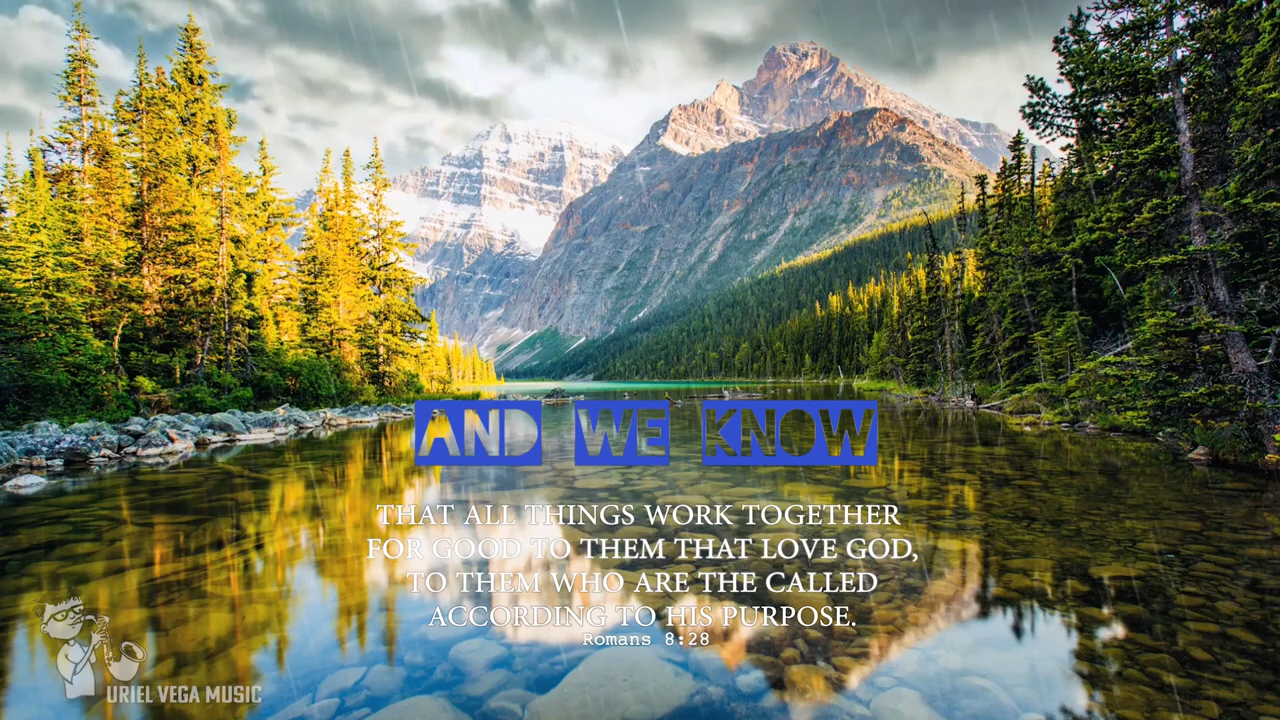 AND WE KNOW
THAT ALL THINGS WORK TOGETHER
FOR GOOD TO THEM THAT LOVE GOD,
TO THEM WHO ARE THE CALLED
ACCORDING TO HIS PURPOSE.
Romans 8:28
URIEL VEGA MUSIC